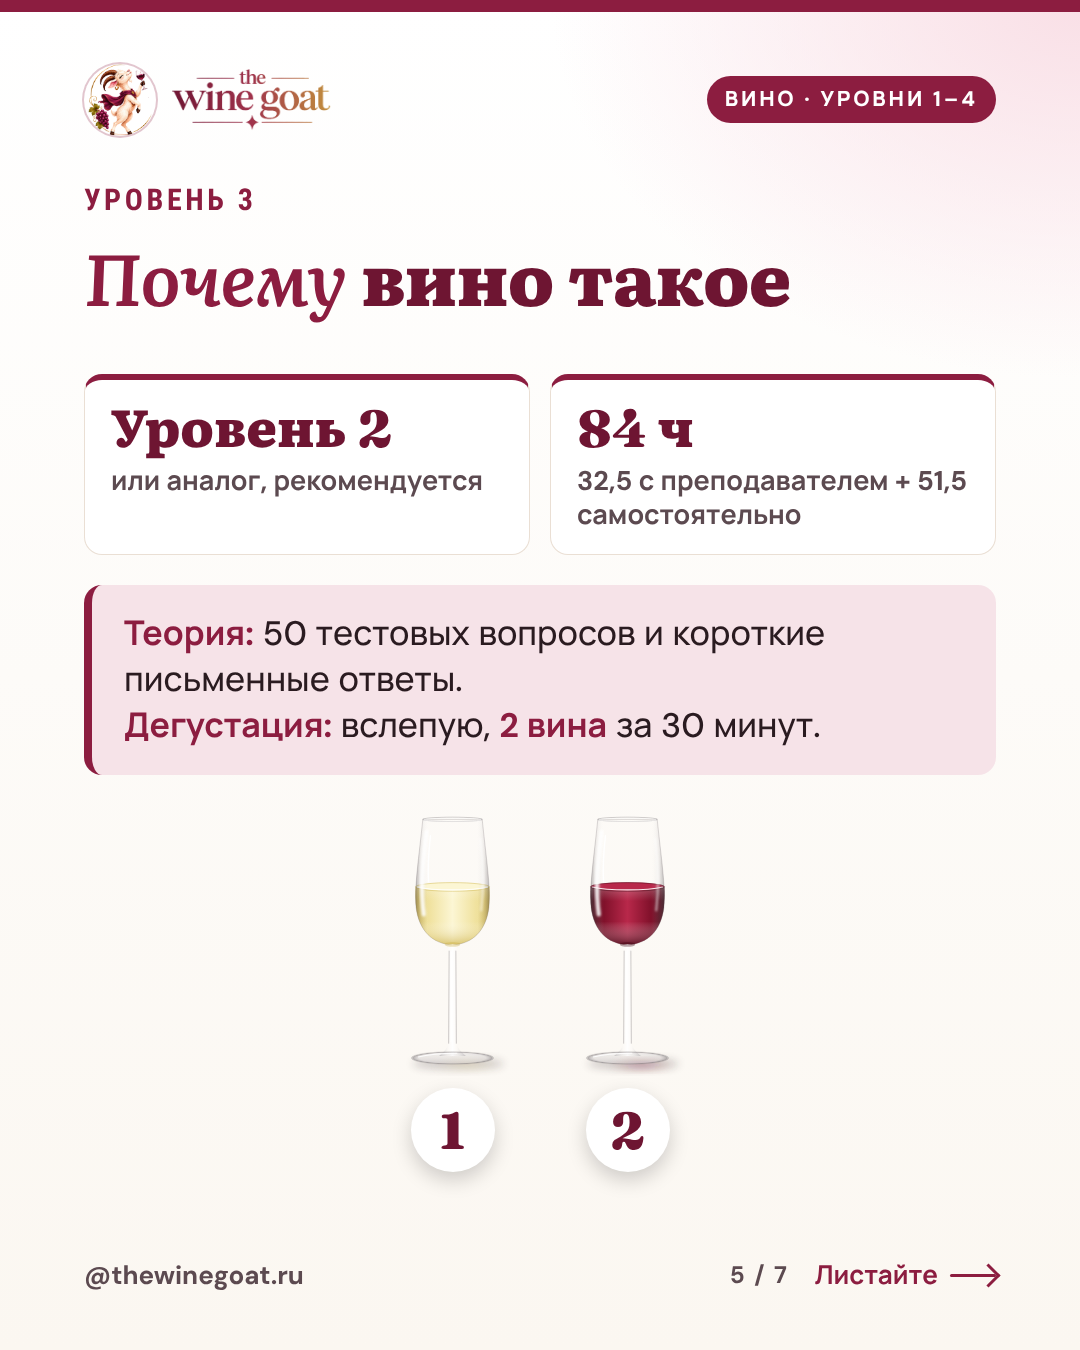 the
wine goat
ВИНО · УРОВНИ 1–4
УРОВЕНЬ 3
Почему вино такое
Уровень 2
или аналог, рекомендуется
84 ч
32,5 с преподавателем + 51,5
самостоятельно
Теория: 50 тестовых вопросов и короткие
письменные ответы.
Дегустация: вслепую, 2 вина за 30 минут.
1
2
@thewinegoat.ru
5 / 7
Листайте